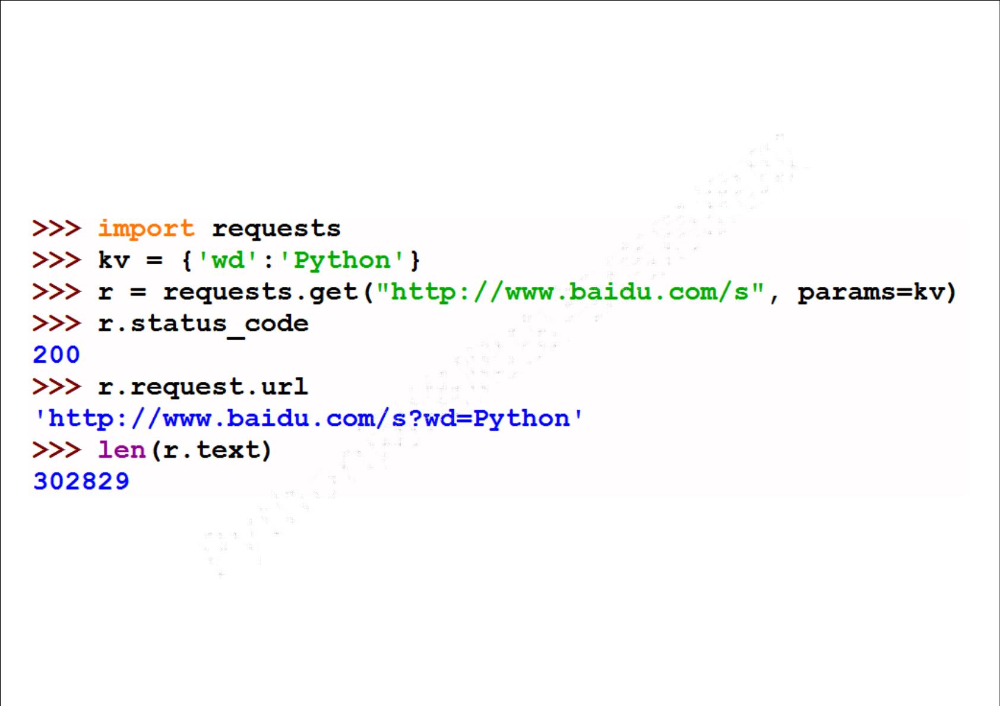 >>> import requests
>>> kv = {'wd':'Python'}
>>> r = requests.get("http://www.baidu.com/s", params=kv)
>>> r.status_code
200
>>> r.request.url
'http://www.baidu.com/s?wd=Python'
>>> len(r.text)
302829